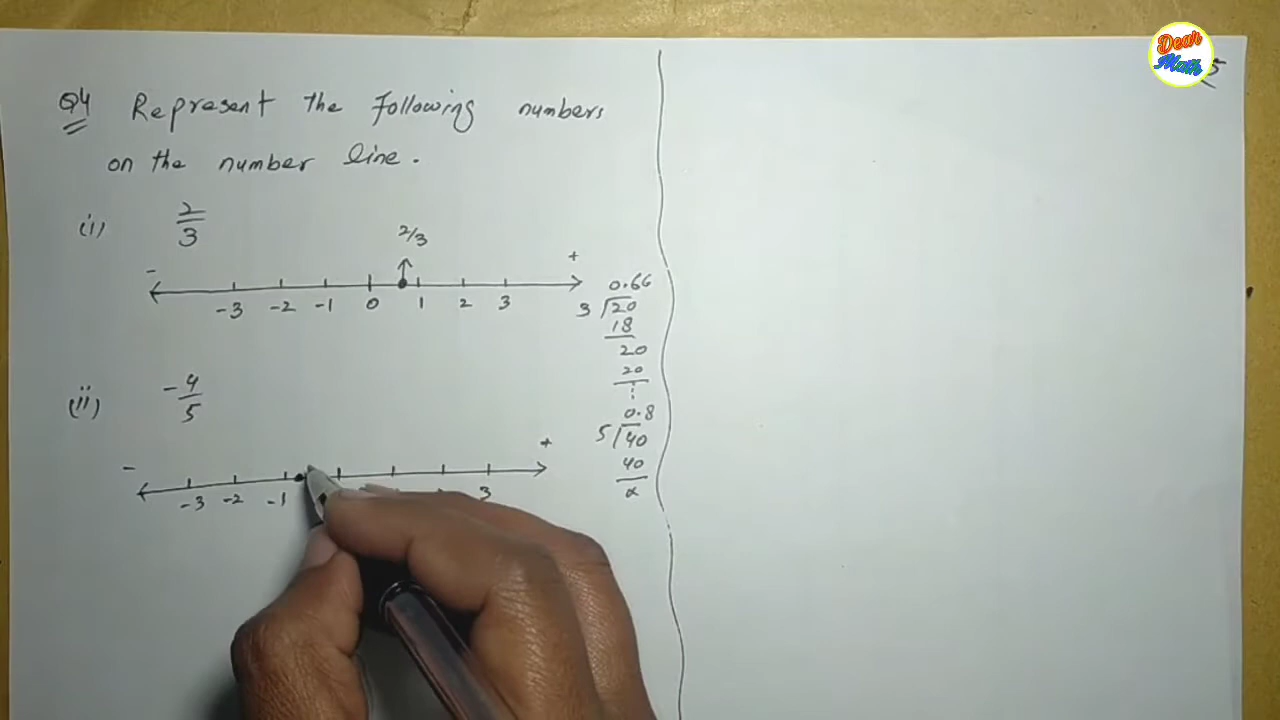 Dear Math
5
Q4 Represent the following numbers
on the number line.
(i) 2/3
2/3
- +
-3 -2 -1 0 1 2 3
0.66
3 20
18
20
20
⋮
(ii) -4/5
0.8
5 40
40
x
- +
-3 -2 -1 3